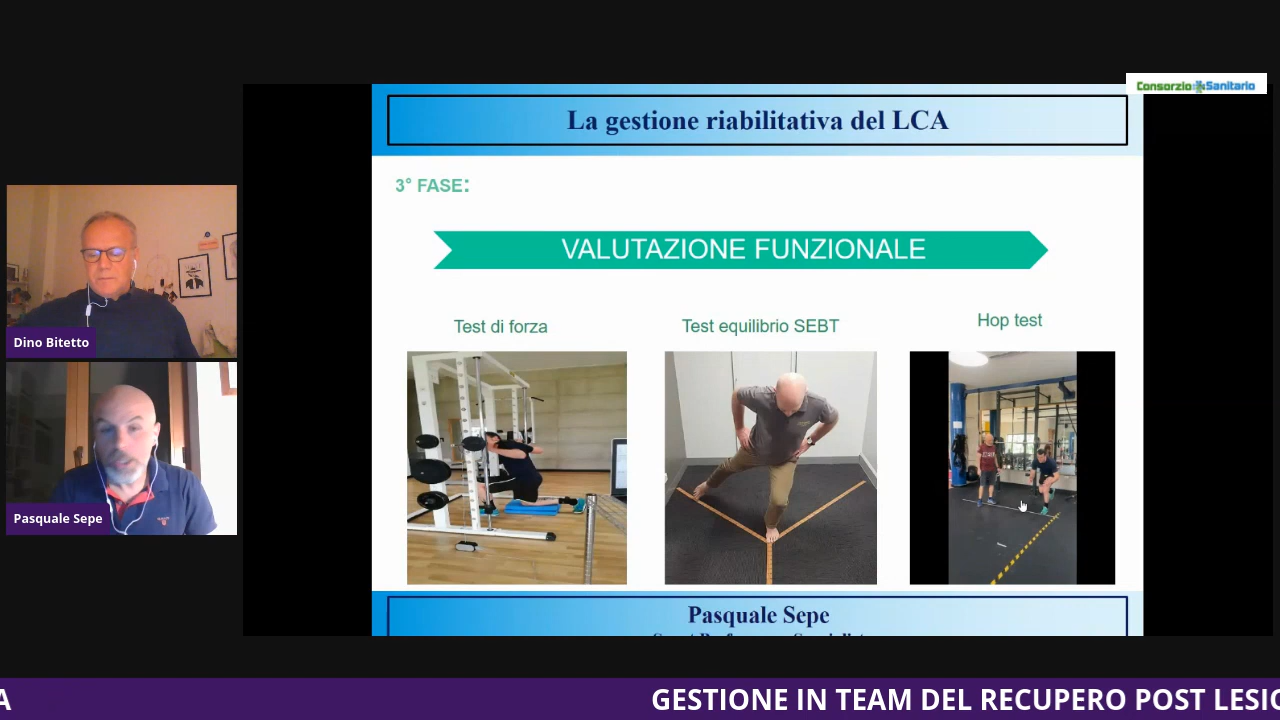 Consorzio Sanitario
La gestione riabilitativa del LCA
3° FASE:
VALUTAZIONE FUNZIONALE
Test di forza
Test equilibrio SEBT
Hop test
Dino Bitetto
Pasquale Sepe
Pasquale Sepe
A
GESTIONE IN TEAM DEL RECUPERO POST LESIO